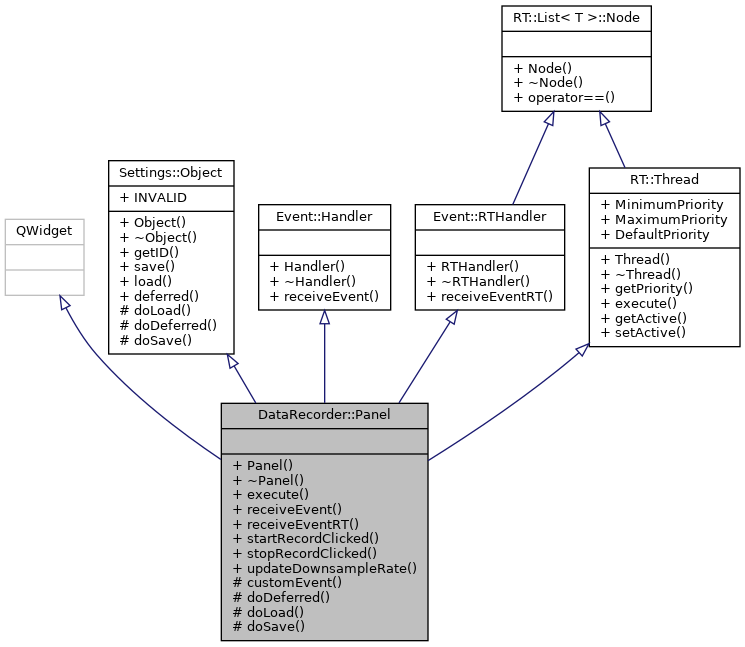 RT::List< T >::Node
+ Node()
+ ~Node()
+ operator==()
Settings::Object
+ INVALID
+ Object()
+ ~Object()
+ getID()
+ save()
+ load()
+ deferred()
# doLoad()
# doDeferred()
# doSave()
RT::Thread
+ MinimumPriority
+ MaximumPriority
+ DefaultPriority
+ Thread()
+ ~Thread()
+ getPriority()
+ execute()
+ getActive()
+ setActive()
Event::Handler
+ Handler()
+ ~Handler()
+ receiveEvent()
Event::RTHandler
+ RTHandler()
+ ~RTHandler()
+ receiveEventRT()
QWidget
DataRecorder::Panel
+ Panel()
+ ~Panel()
+ execute()
+ receiveEvent()
+ receiveEventRT()
+ startRecordClicked()
+ stopRecordClicked()
+ updateDownsampleRate()
# customEvent()
# doDeferred()
# doLoad()
# doSave()